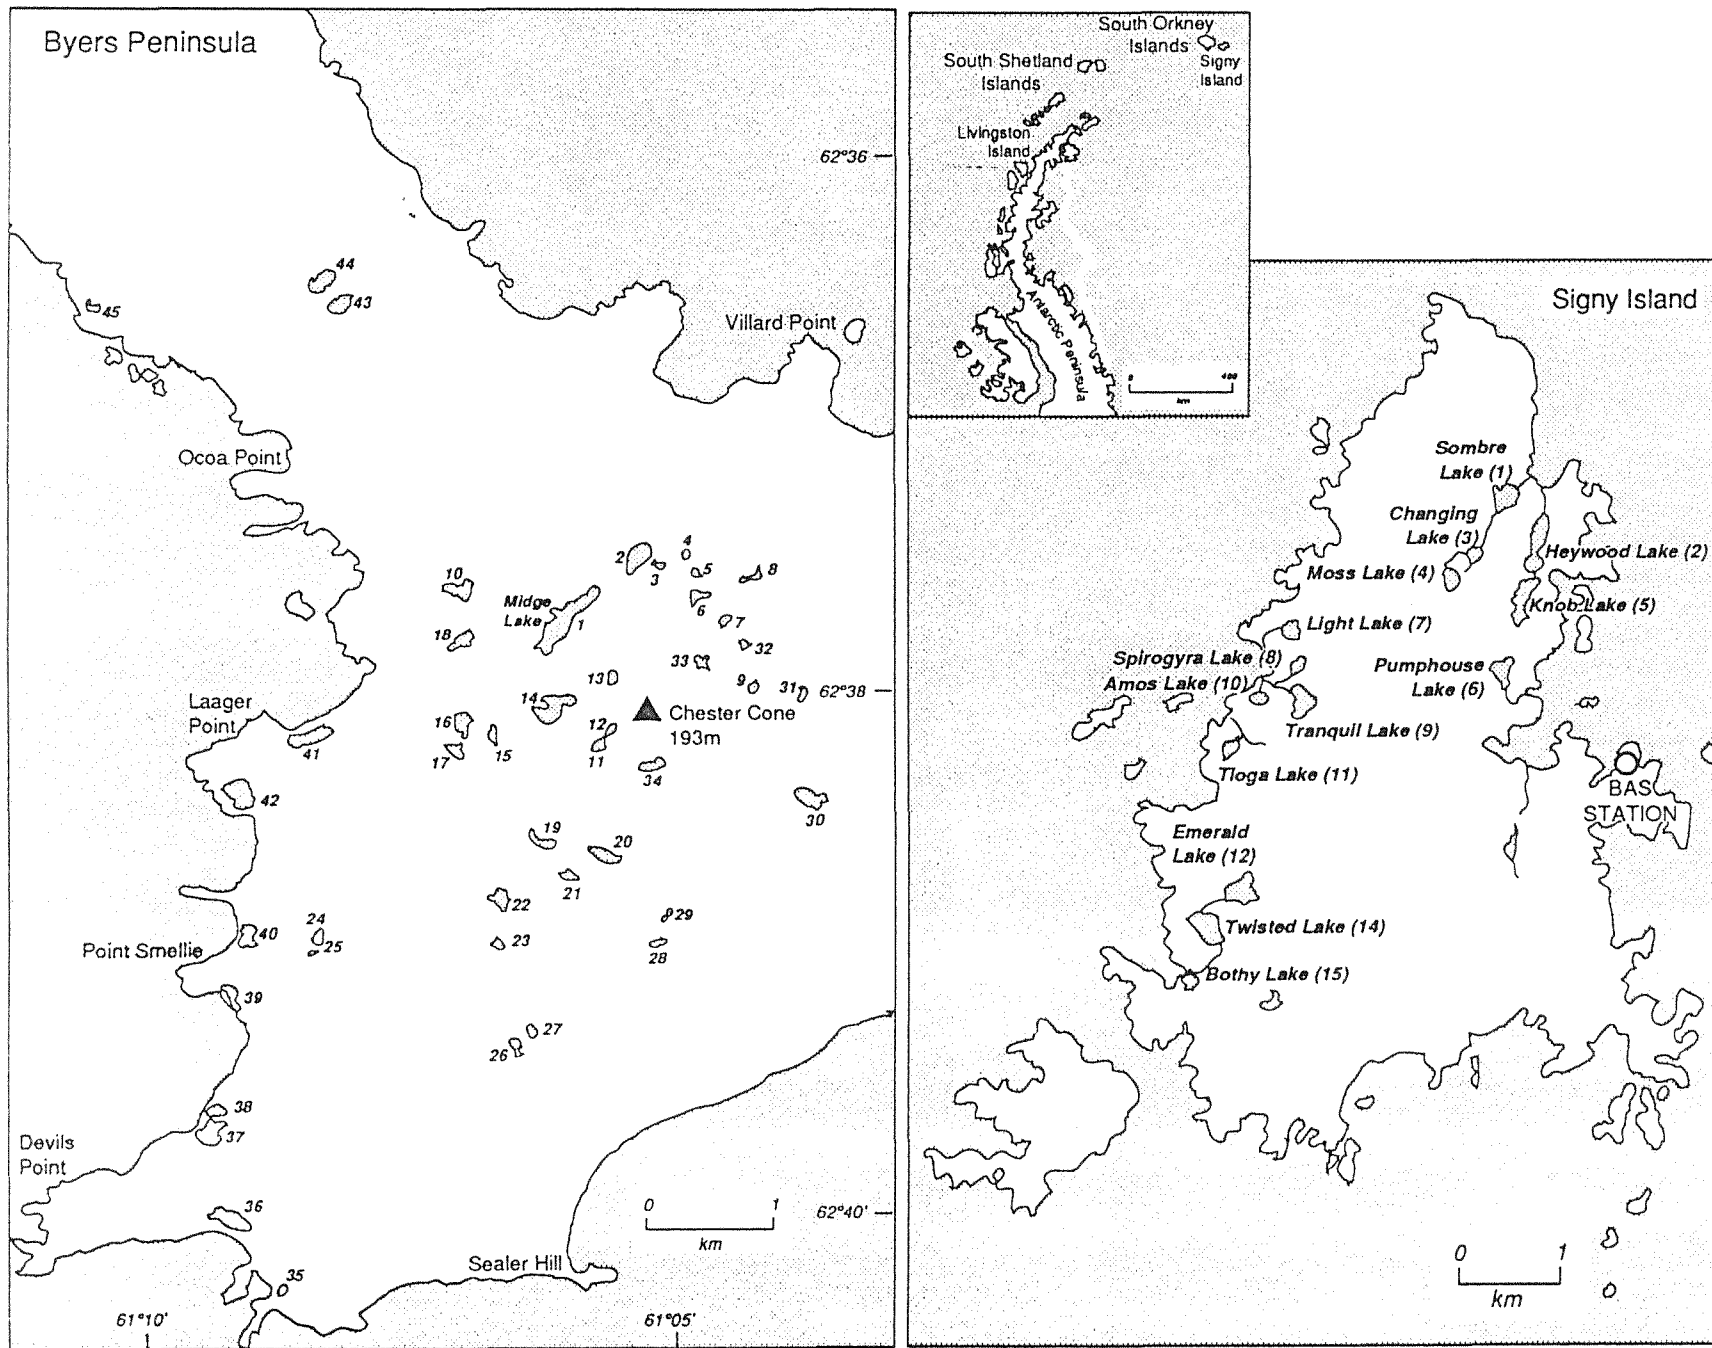 Byers Peninsula
62°36
44
43
45
Villard Point
Ocoa Point
2
4
3
5
8
10
6
Midge
Lake
1
7
18
32
33
13
9
31
62°38
14
Laager
Point
Chester Cone
193m
16
12
15
17
11
41
34
42
30
19
20
21
22
29
24
40
25
23
28
Point Smellie
39
27
26
38
37
Devils
Point
36
0 1
km
62°40'
Sealer Hill
35
61°10'
61°05'
South Orkney
Islands
Signy
Island
South Shetland
Islands
Livingston
Island
Antarctic Peninsula
0 400
km
Signy Island
Sombre
Lake (1)
Changing
Lake (3)
Heywood Lake (2)
Moss Lake (4)
Knob Lake (5)
Light Lake (7)
Spirogyra Lake (8)
Pumphouse
Lake (6)
Amos Lake (10)
Tranquil Lake (9)
Tioga Lake (11)
BAS
STATION
Emerald
Lake (12)
Twisted Lake (14)
Bothy Lake (15)
0 1
km